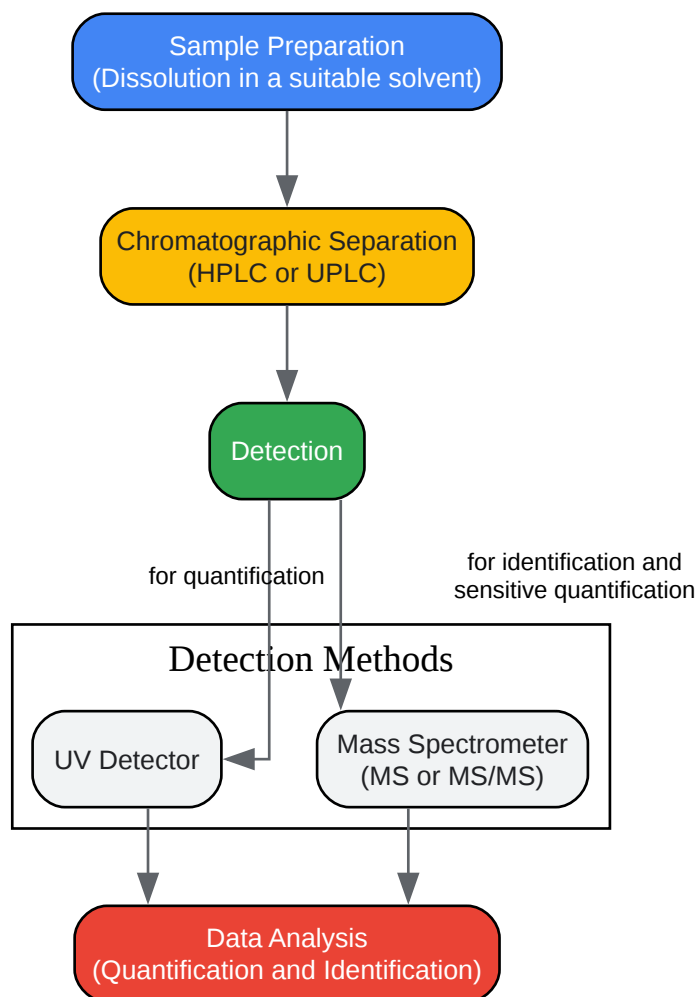 Sample Preparation
(Dissolution in a suitable solvent)
Chromatographic Separation
(HPLC or UPLC)
Detection
for quantification
for identification and
sensitive quantification
Detection Methods
UV Detector
Mass Spectrometer
(MS or MS/MS)
Data Analysis
(Quantification and Identification)